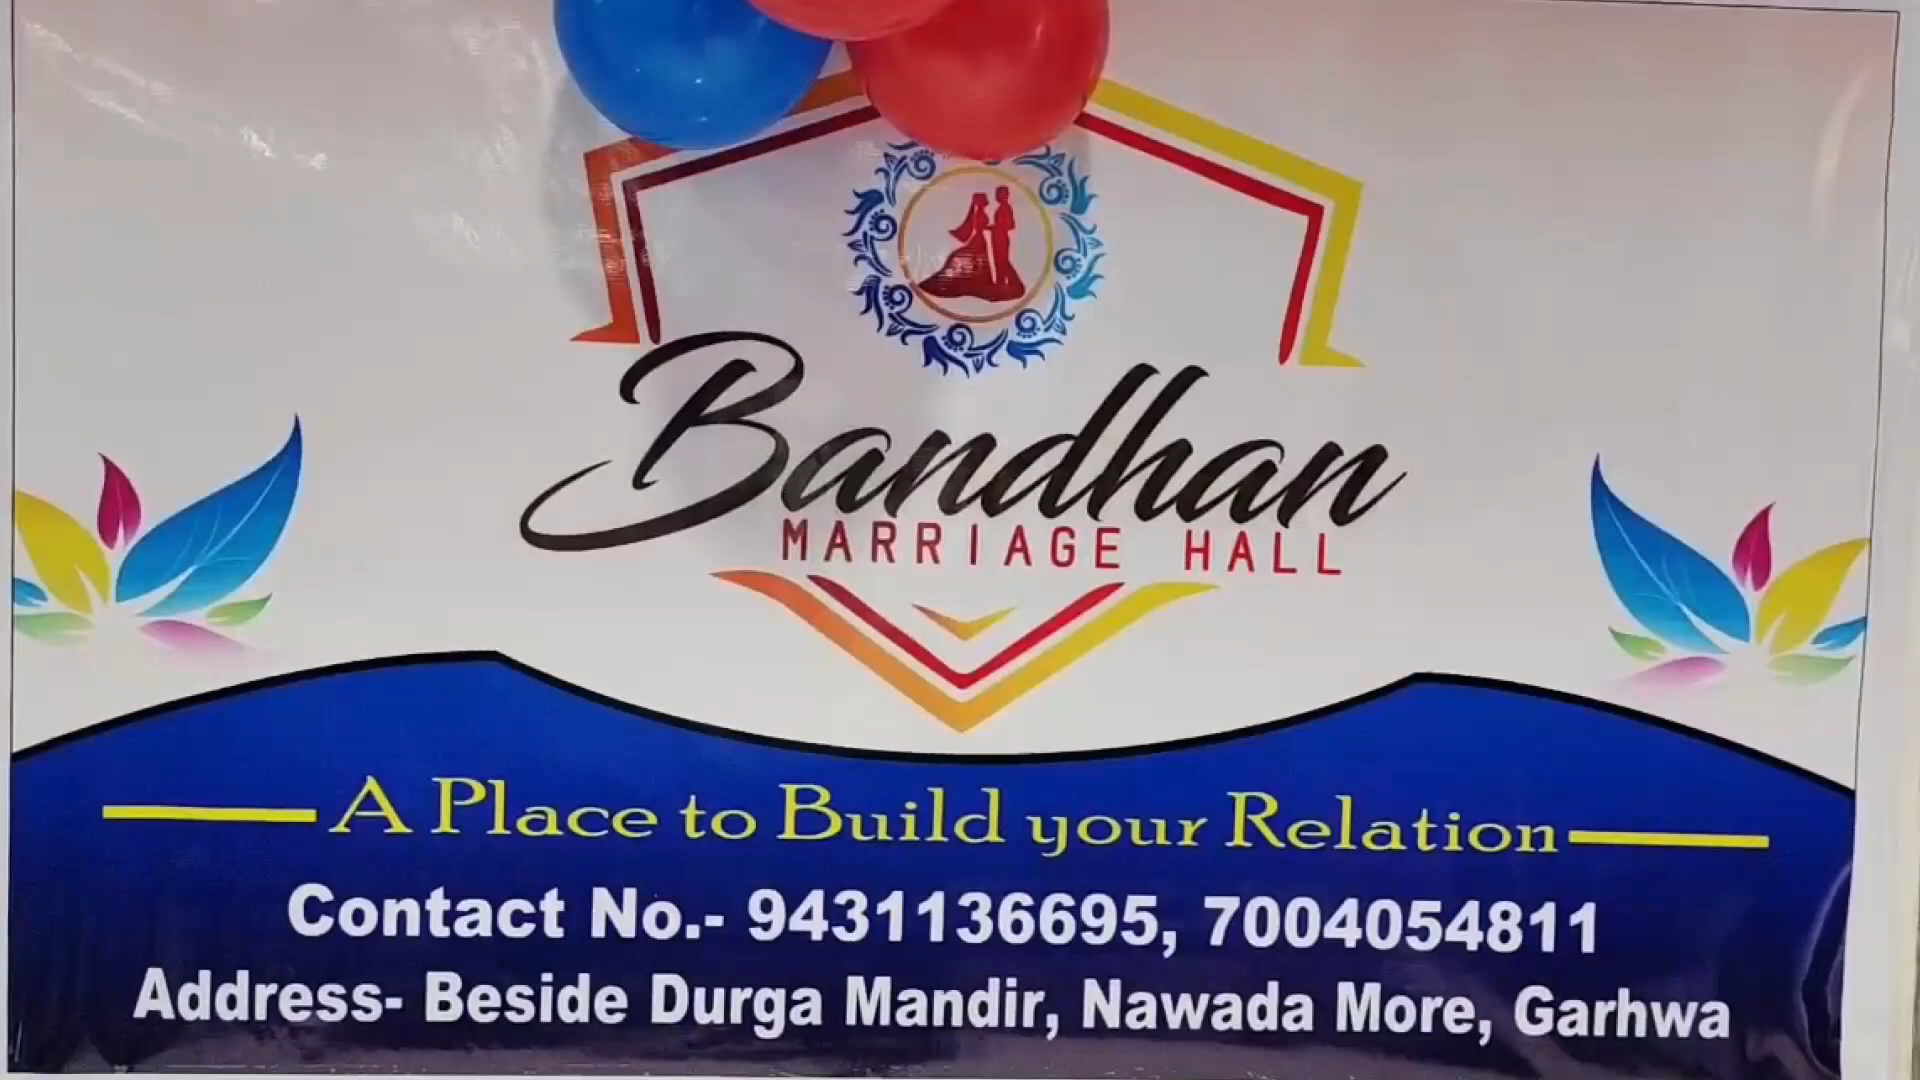 Bandhan
MARRIAGE HALL
A Place to Build your Relation
Contact No.- 9431136695, 7004054811
Address- Beside Durga Mandir, Nawada More, Garhwa